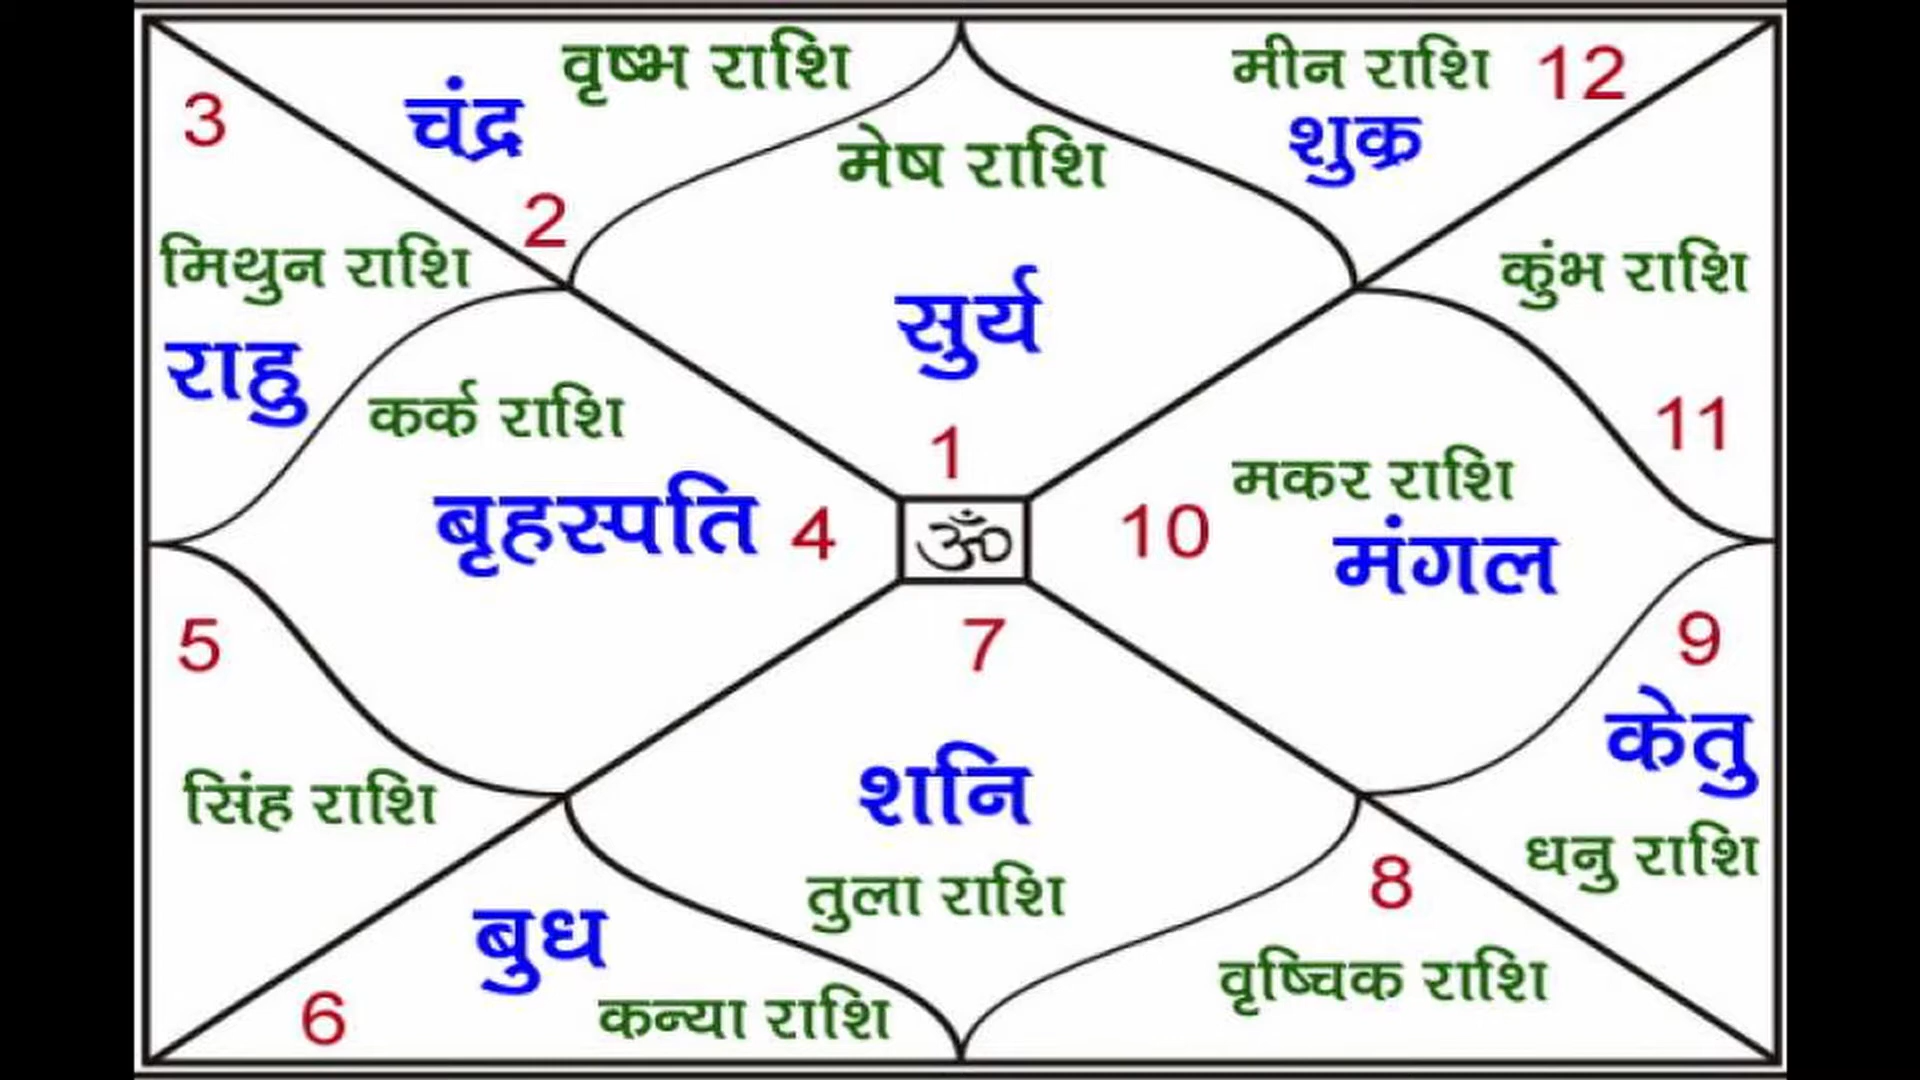 वृष्भ राशि
मीन राशि 12
3
चंद्र
शुक्र
मेष राशि
2
मिथुन राशि
कुंभ राशि
सुर्य
राहु
कर्क राशि
11
1
मकर राशि
बृहस्पति 4
ॐ
10
मंगल
5
7
9
केतु
शनि
सिंह राशि
धनु राशि
8
तुला राशि
बुध
वृष्चिक राशि
6
कन्या राशि